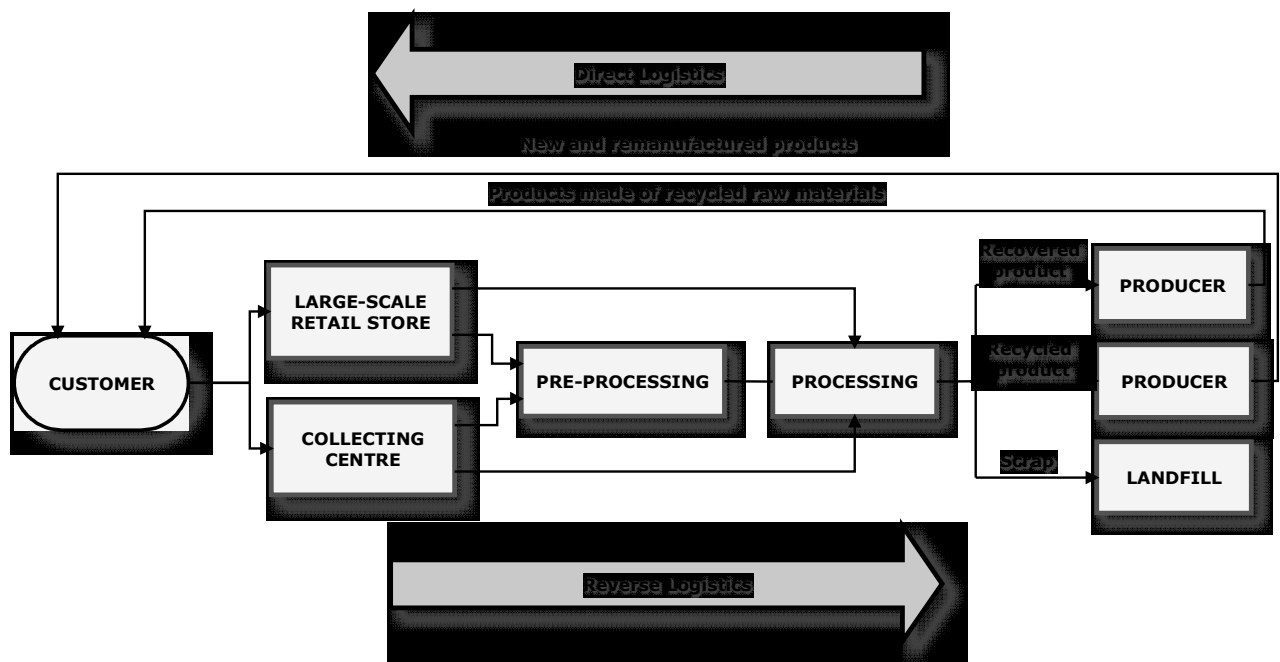 Direct Logistics
New and remanufactured products
Products made of recycled raw materials
Recovered
product
PRODUCER
LARGE-SCALE
RETAIL STORE
Recycled
product
CUSTOMER
PRE-PROCESSING
PROCESSING
PRODUCER
COLLECTING
CENTRE
Scrap
LANDFILL
Reverse Logistics